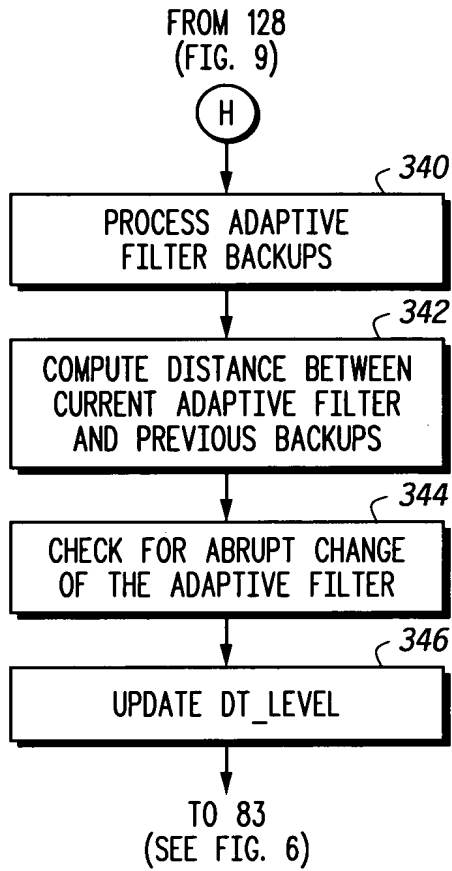 FROM 128
(FIG. 9)
H
340
PROCESS ADAPTIVE
FILTER BACKUPS
342
COMPUTE DISTANCE BETWEEN
CURRENT ADAPTIVE FILTER
AND PREVIOUS BACKUPS
344
CHECK FOR ABRUPT CHANGE
OF THE ADAPTIVE FILTER
346
UPDATE DT_LEVEL
TO 83
(SEE FIG. 6)